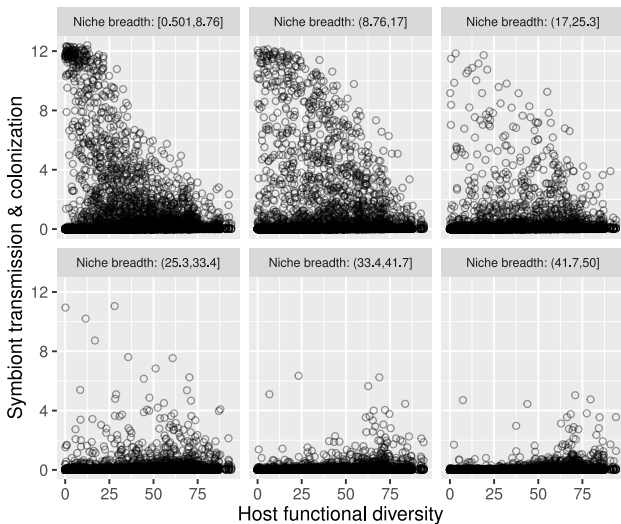 Niche breadth: [0.501,8.76]
Niche breadth: (8.76,17]
Niche breadth: (17,25.3]
12
8
4
0
Niche breadth: (25.3,33.4]
Niche breadth: (33.4,41.7]
Niche breadth: (41.7,50]
12
8
4
0
0 25 50 75 0 25 50 75 0 25 50 75
Host functional diversity
Symbiont transmission & colonization